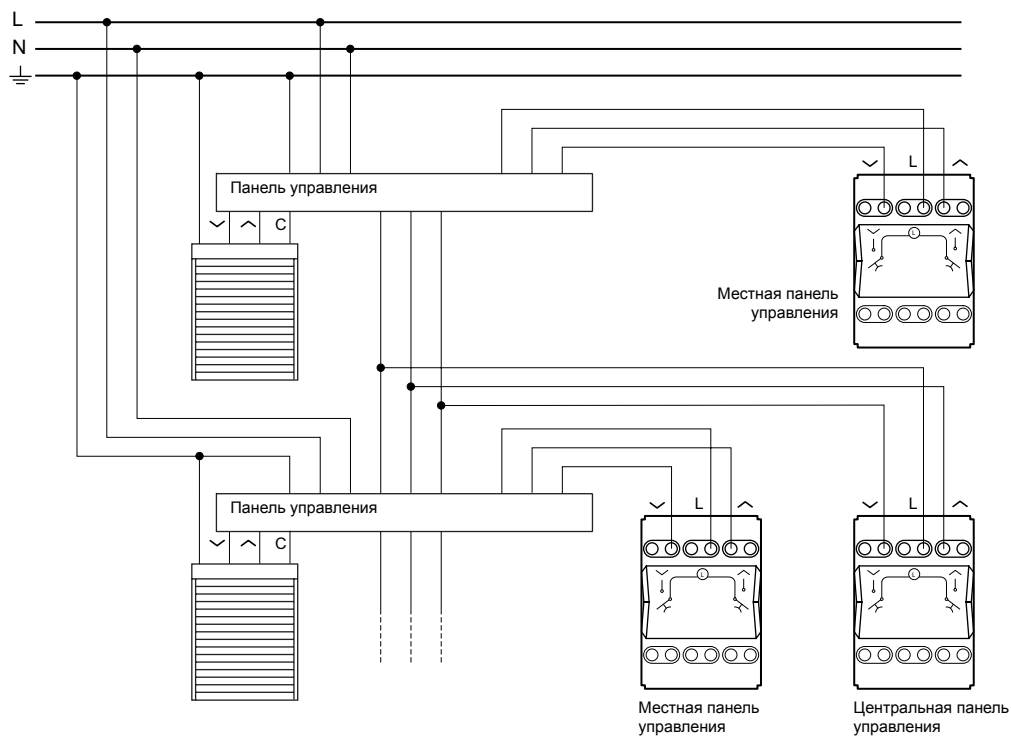 L
N
L
Панель управления
C
Местная панель
управления
L
Панель управления
C
L
L
L
L
Местная панель
управления
Центральная панель
управления